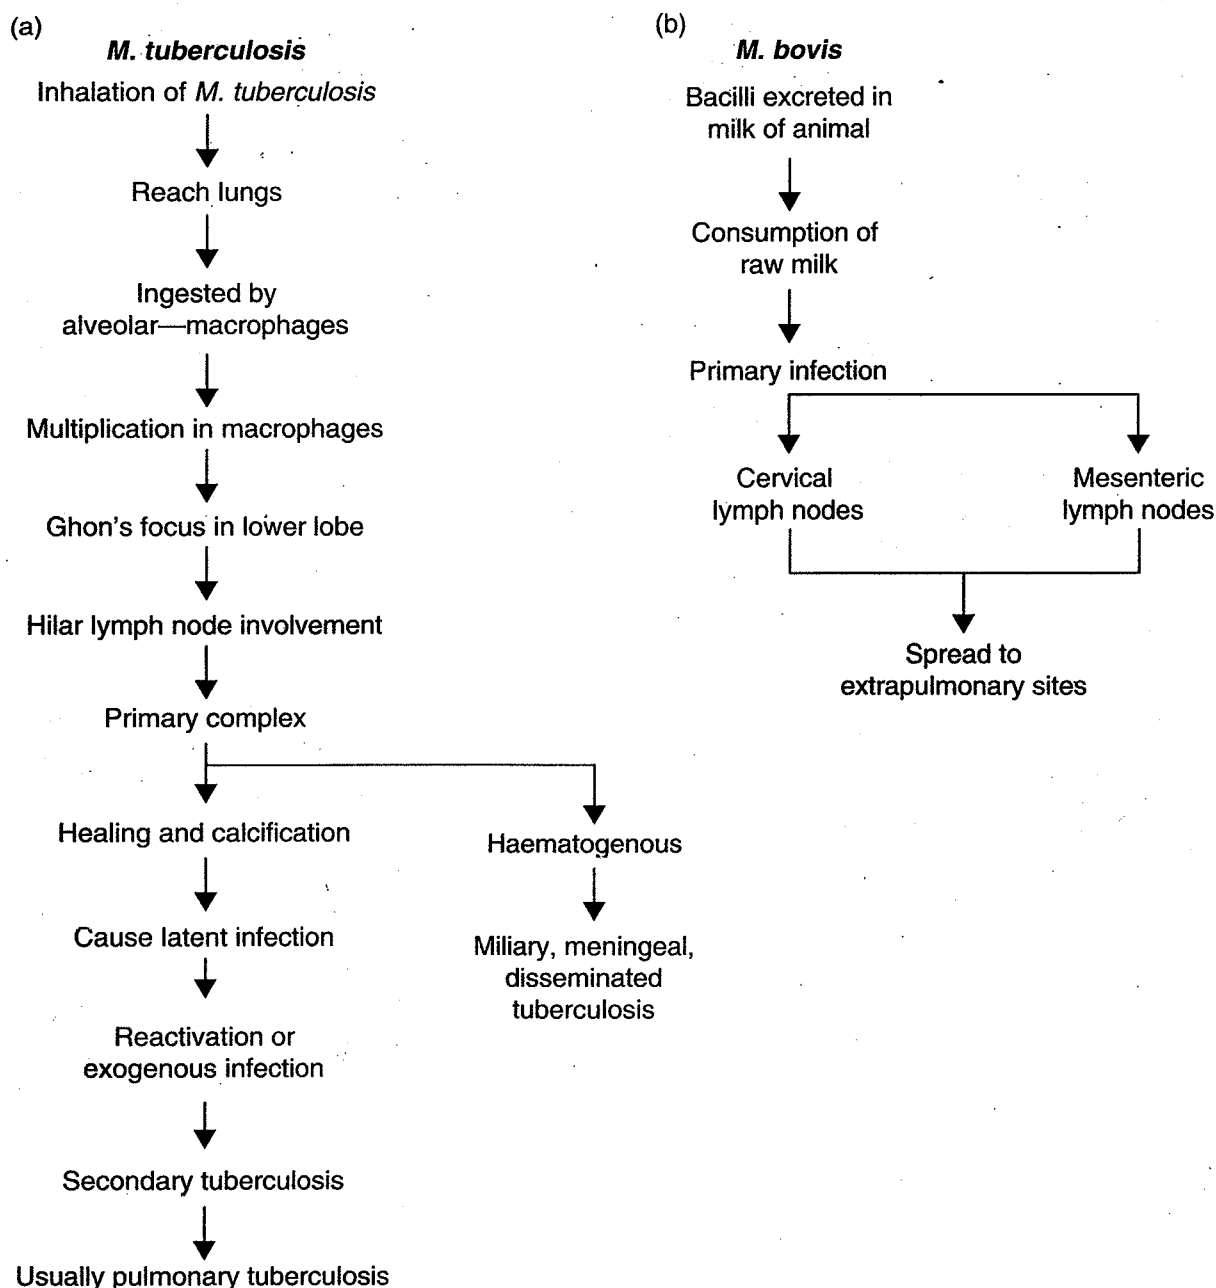 (a)
M. tuberculosis
Inhalation of M. tuberculosis
Reach lungs
Ingested by
alveolar—macrophages
Multiplication in macrophages
Ghon's focus in lower lobe
Hilar lymph node involvement
Primary complex
Healing and calcification
Cause latent infection
Reactivation or
exogenous infection
Secondary tuberculosis
Usually pulmonary tuberculosis
Haematogenous
Miliary, meningeal,
disseminated
tuberculosis
(b)
M. bovis
Bacilli excreted in
milk of animal
Consumption of
raw milk
Primary infection
Cervical
lymph nodes
Mesenteric
lymph nodes
Spread to
extrapulmonary sites